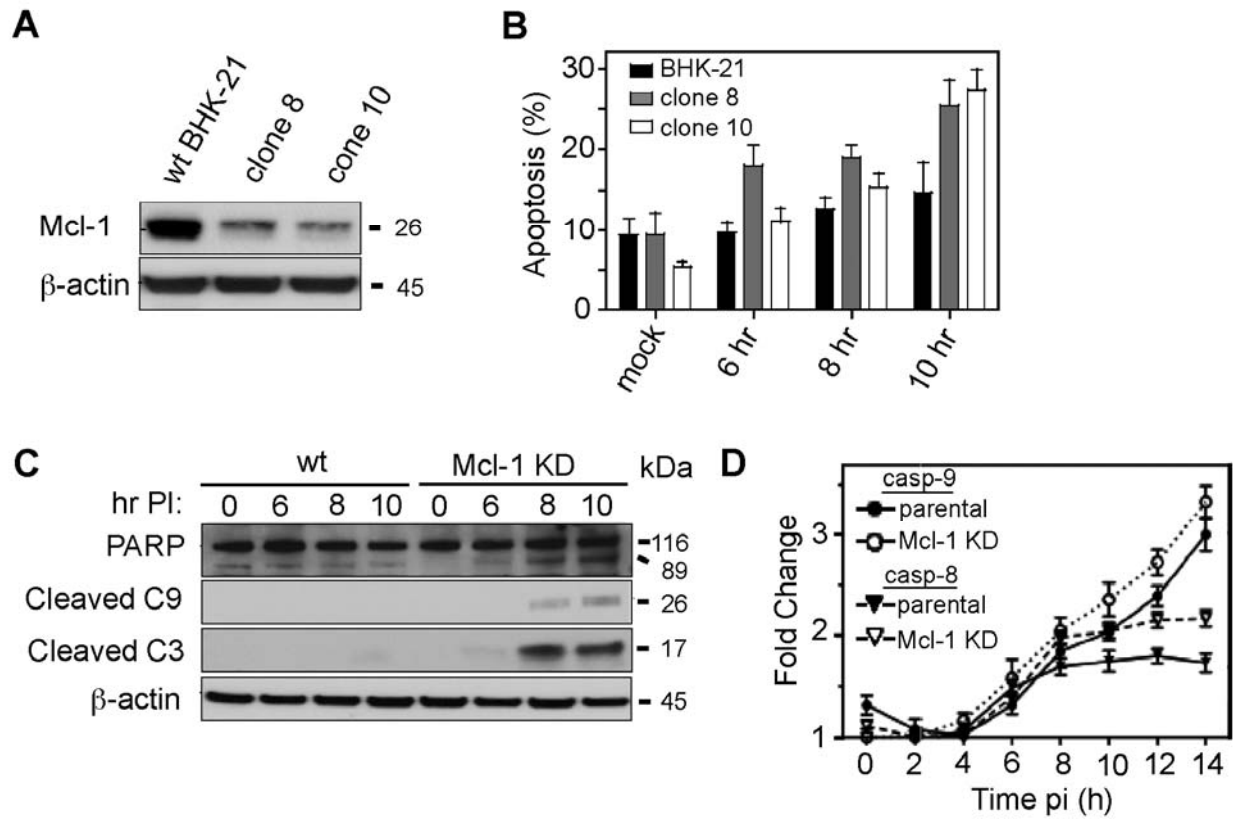 A
wt BHK-21
clone 8
cone 10
Mcl-1
26
β-actin
45
B
Apoptosis (%)
30
20
10
0
BHK-21
clone 8
clone 10
mock
6 hr
8 hr
10 hr
C
wt
Mcl-1 KD
kDa
hr PI:
0 6 8 10 0 6 8 10
PARP
116
89
Cleaved C9
26
Cleaved C3
17
β-actin
45
D
casp-9
parental
Mcl-1 KD
casp-8
parental
Mcl-1 KD
Fold Change
3
2
1
0 2 4 6 8 10 12 14
Time pi (h)